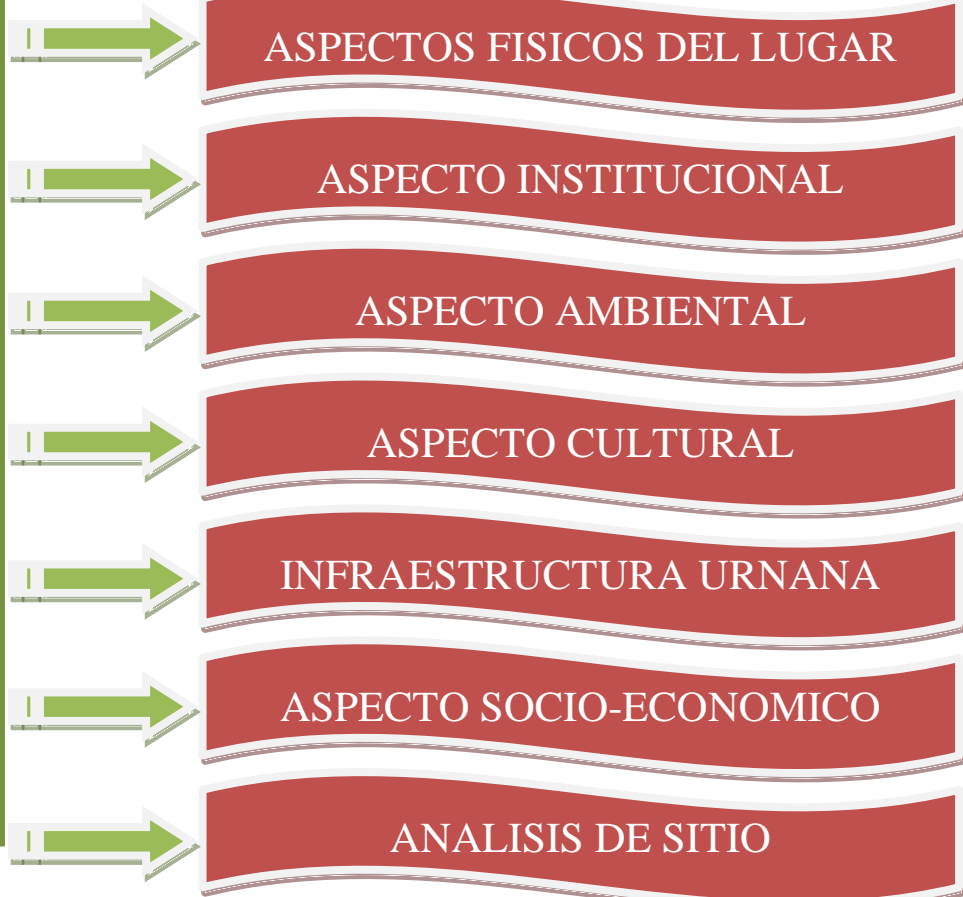 ASPECTOS FISICOS DEL LUGAR
ASPECTO INSTITUCIONAL
ASPECTO AMBIENTAL
ASPECTO CULTURAL
INFRAESTRUCTURA URNANA
ASPECTO SOCIO-ECONOMICO
ANALISIS DE SITIO